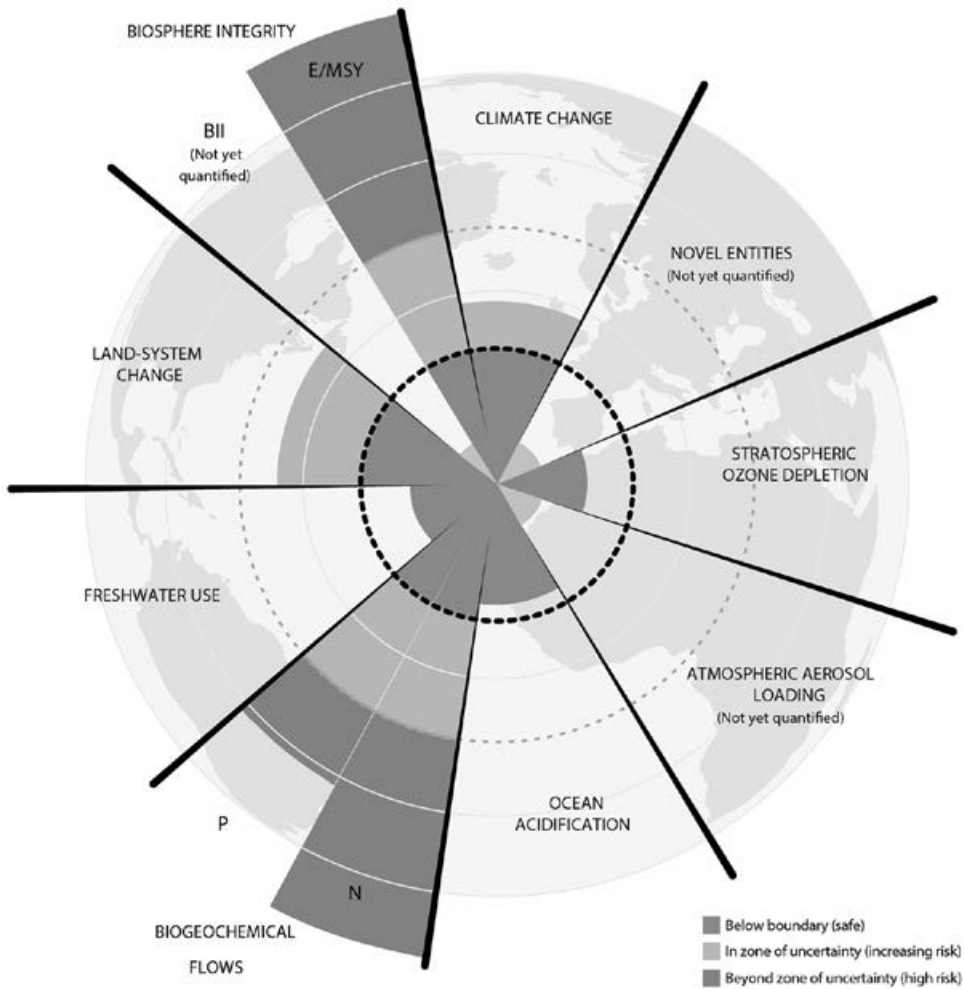 BIOSPHERE INTEGRITY
E/MSY
BII
(Not yet
quantified)
CLIMATE CHANGE
NOVEL ENTITIES
(Not yet quantified)
LAND-SYSTEM
CHANGE
STRATOSPHERIC
OZONE DEPLETION
FRESHWATER USE
ATMOSPHERIC AEROSOL
LOADING
(Not yet quantified)
OCEAN
ACIDIFICATION
P
N
BIOGEOCHEMICAL
FLOWS
Below boundary (safe)
In zone of uncertainty (increasing risk)
Beyond zone of uncertainty (high risk)